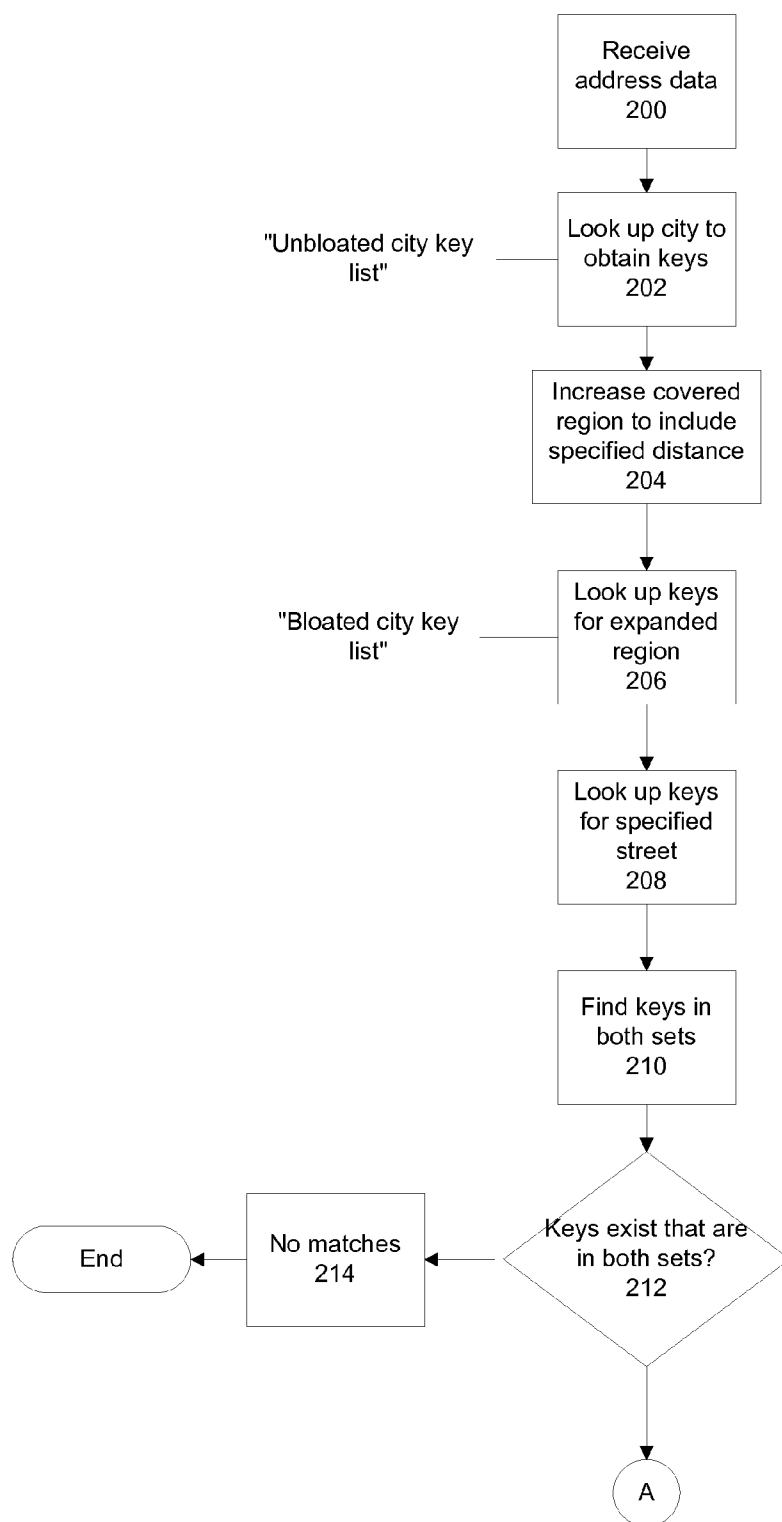 Receive
address data
200
"Unbloated city key
list"
Look up city to
obtain keys
202
Increase covered
region to include
specified distance
204
"Bloated city key
list"
Look up keys
for expanded
region
206
Look up keys
for specified
street
208
Find keys in
both sets
210
Keys exist that are
in both sets?
212
No matches
214
End
A